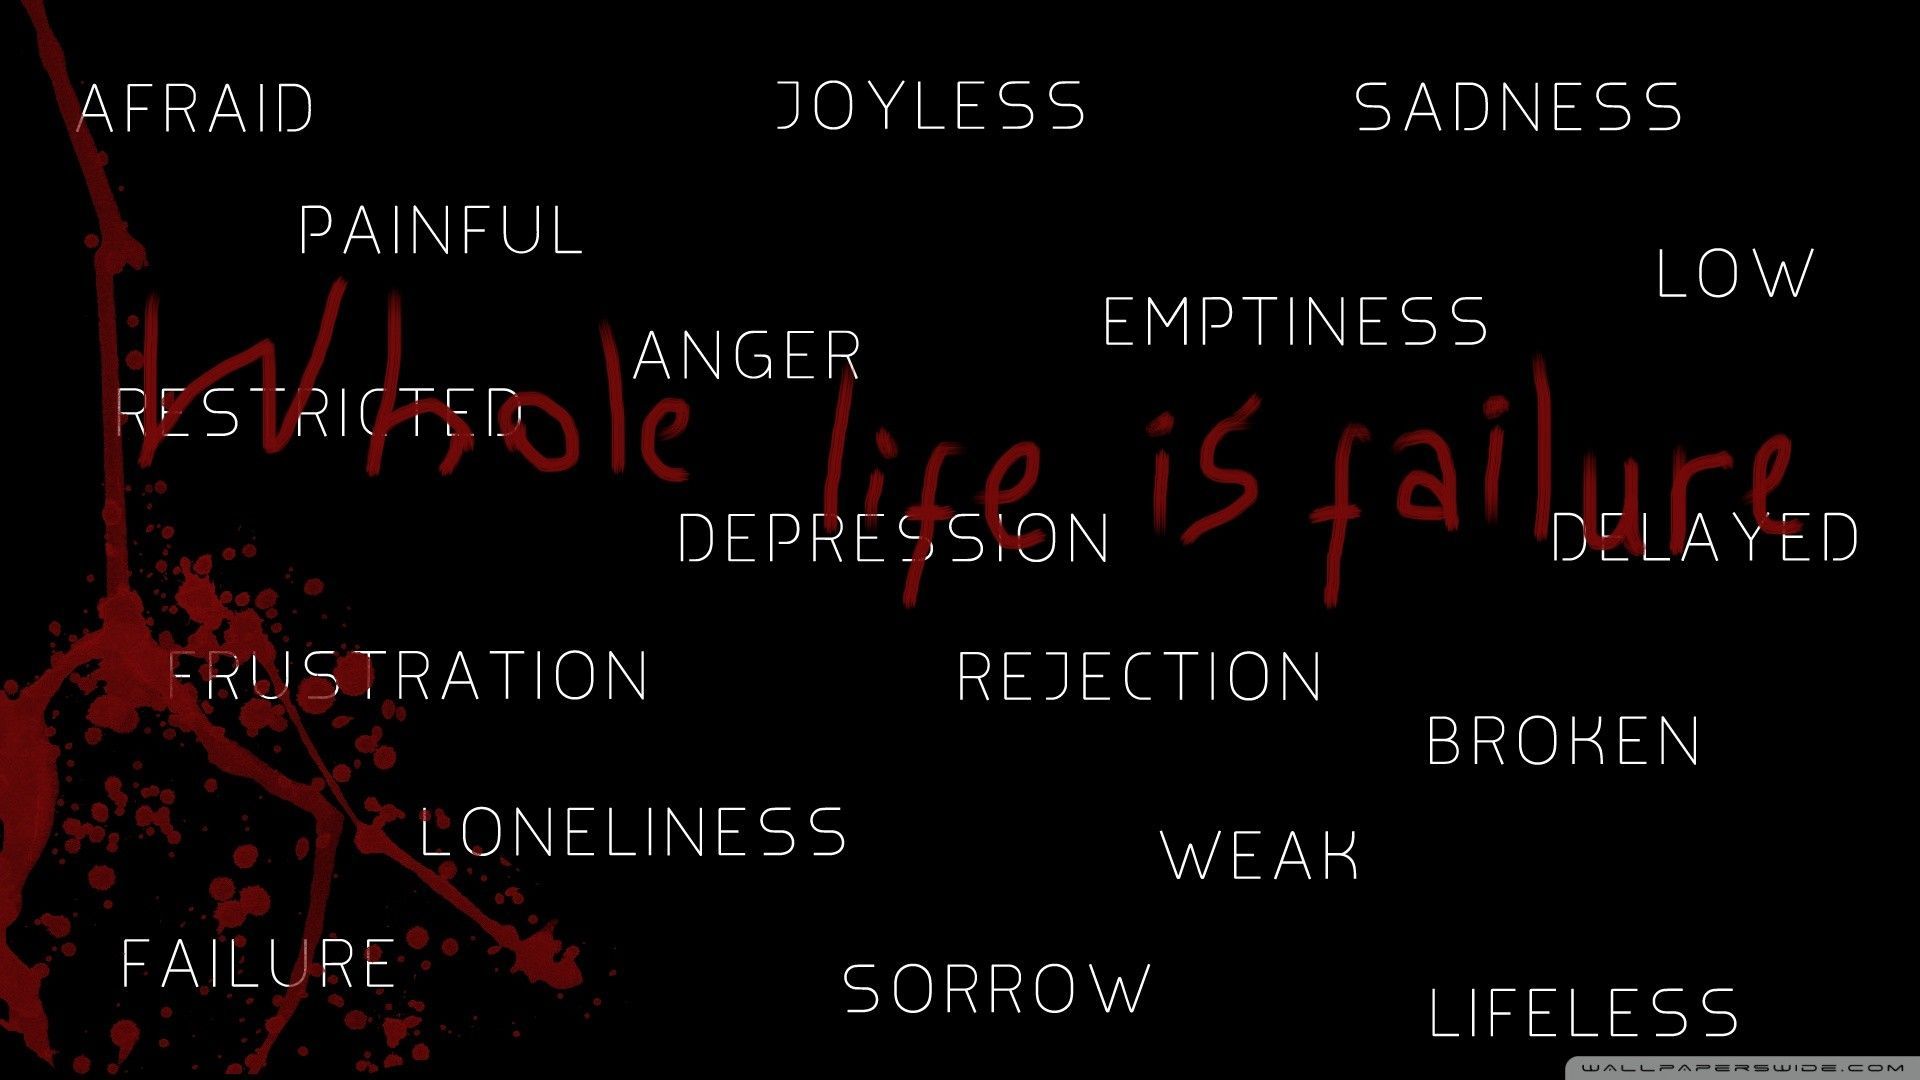 AFRAID
JOYLESS
SADNESS
PAINFUL
LOW
EMPTINESS
ANGER
RESTRICTED
Whole life is failure
DEPRESSION
DELAYED
FRUSTRATION
REJECTION
BROKEN
LONELINESS
WEAK
FAILURE
SORROW
LIFELESS
WALLPAPERSWIDE.COM